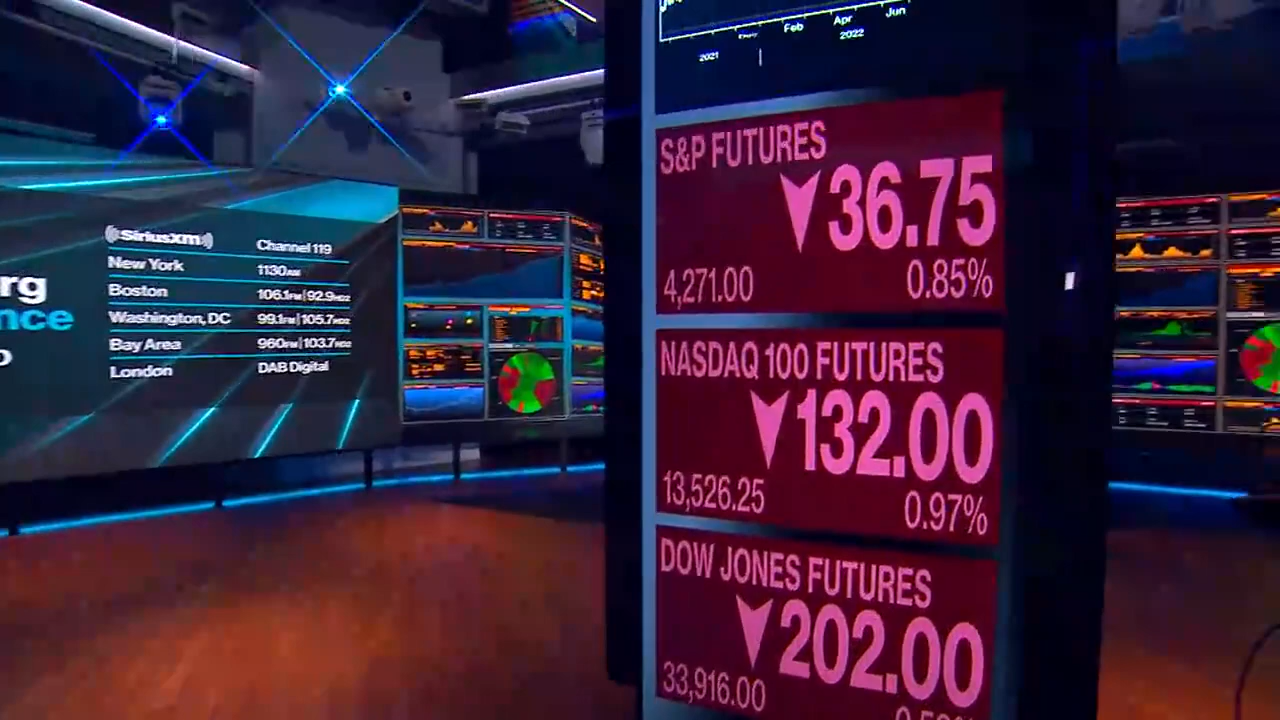 rg
nce
o
siriusxm Channel 119
New York 1130AM
Boston 106.1FM|92.9HD2
Washington, DC 99.1FM|105.7HD2
Bay Area 960AM|103.7HD2
London DAB Digital
Feb Apr Jun
2021 2022
S&P FUTURES
36.75
4,271.00 0.85%
NASDAQ 100 FUTURES
132.00
13,526.25 0.97%
DOW JONES FUTURES
202.00
33,916.00